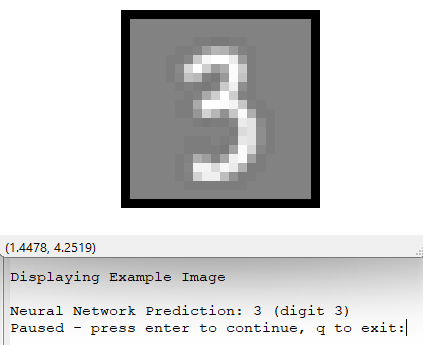 3
(1.4478, 4.2519)
Displaying Example Image
Neural Network Prediction: 3 (digit 3)
Paused - press enter to continue, q to exit: